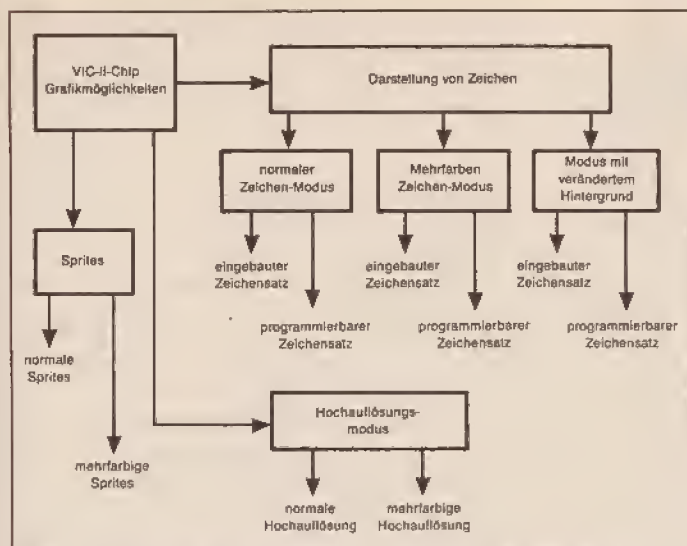 VIC-II-Chip
Grafikmöglichkeiten
Darstellung von Zeichen
normaler
Zeichen-Modus
Mehrfarben
Zeichen-Modus
Modus mit
verändertem
Hintergrund
Sprites
eingebauter
Zeichensatz
eingebauter
Zeichensatz
eingebauter
Zeichensatz
programmierbarer
Zeichensatz
programmierbarer
Zeichensatz
programmierbarer
Zeichensatz
normale
Sprites
mehrfarbige
Sprites
Hochauflösungs-
modus
normale
Hochauflösung
mehrfarbige
Hochauflösung